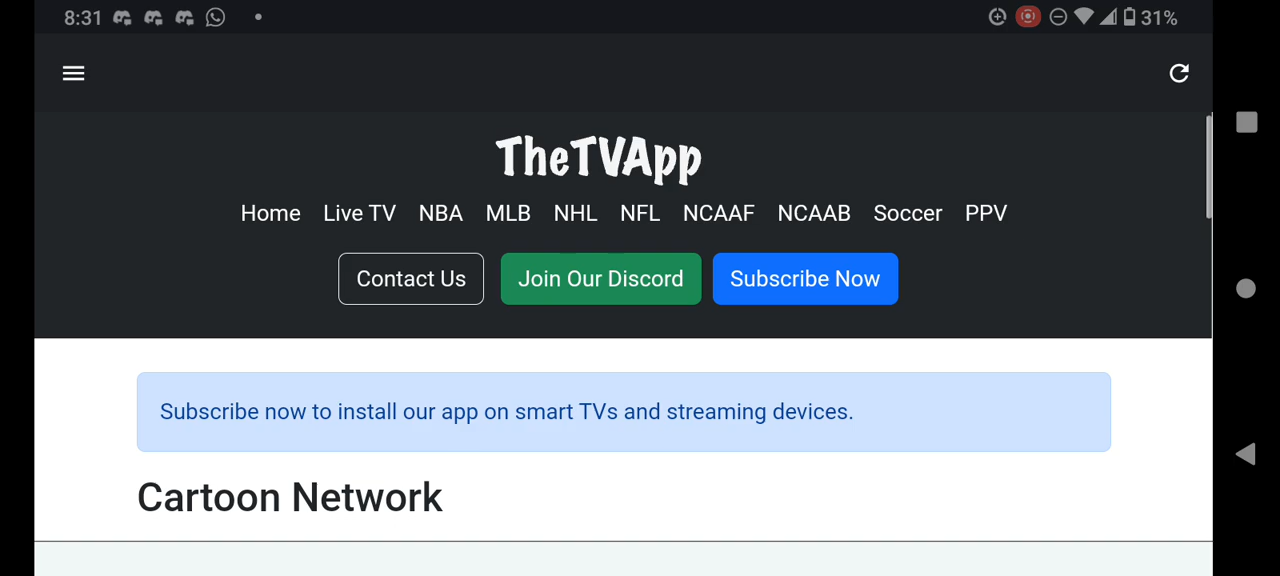 8:31
31%
TheTVApp
Home Live TV NBA MLB NHL NFL NCAAF NCAAB Soccer PPV
Contact Us Join Our Discord Subscribe Now
Subscribe now to install our app on smart TVs and streaming devices.
Cartoon Network